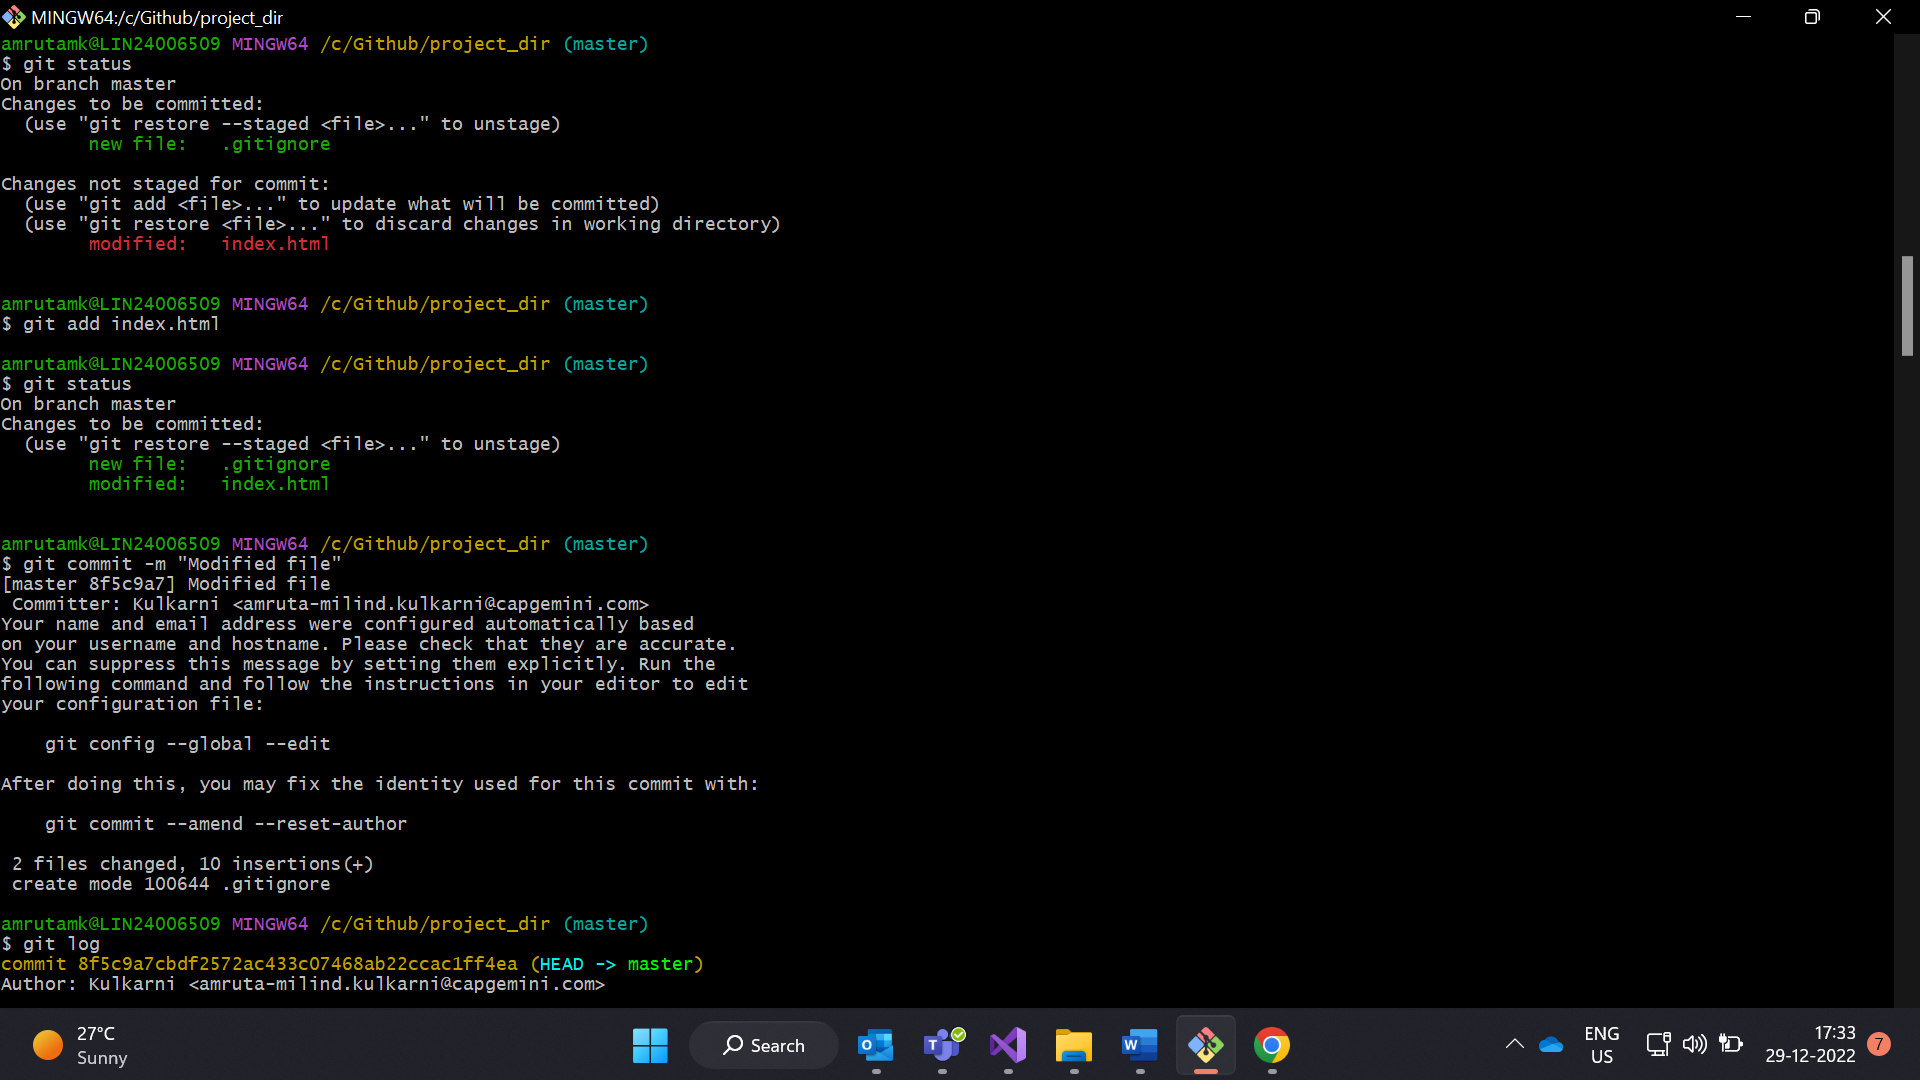 MINGW64:/c/Github/project_dir
amrutamk@LIN24006509 MINGW64 /c/Github/project_dir (master)
$ git status
On branch master
Changes to be committed:
  (use "git restore --staged <file>..." to unstage)
        new file:   .gitignore

Changes not staged for commit:
  (use "git add <file>..." to update what will be committed)
  (use "git restore <file>..." to discard changes in working directory)
        modified:   index.html

amrutamk@LIN24006509 MINGW64 /c/Github/project_dir (master)
$ git add index.html

amrutamk@LIN24006509 MINGW64 /c/Github/project_dir (master)
$ git status
On branch master
Changes to be committed:
  (use "git restore --staged <file>..." to unstage)
        new file:   .gitignore
        modified:   index.html

amrutamk@LIN24006509 MINGW64 /c/Github/project_dir (master)
$ git commit -m "Modified file"
[master 8f5c9a7] Modified file
 Committer: Kulkarni <amruta-milind.kulkarni@capgemini.com>
Your name and email address were configured automatically based
on your username and hostname. Please check that they are accurate.
You can suppress this message by setting them explicitly. Run the
following command and follow the instructions in your editor to edit
your configuration file:

    git config --global --edit

After doing this, you may fix the identity used for this commit with:

    git commit --amend --reset-author

 2 files changed, 10 insertions(+)
 create mode 100644 .gitignore

amrutamk@LIN24006509 MINGW64 /c/Github/project_dir (master)
$ git log
commit 8f5c9a7cbdf2572ac433c07468ab22ccac1ff4ea (HEAD -> master)
Author: Kulkarni <amruta-milind.kulkarni@capgemini.com>
27°C
Sunny
Search
ENG
US
17:33
29-12-2022
7